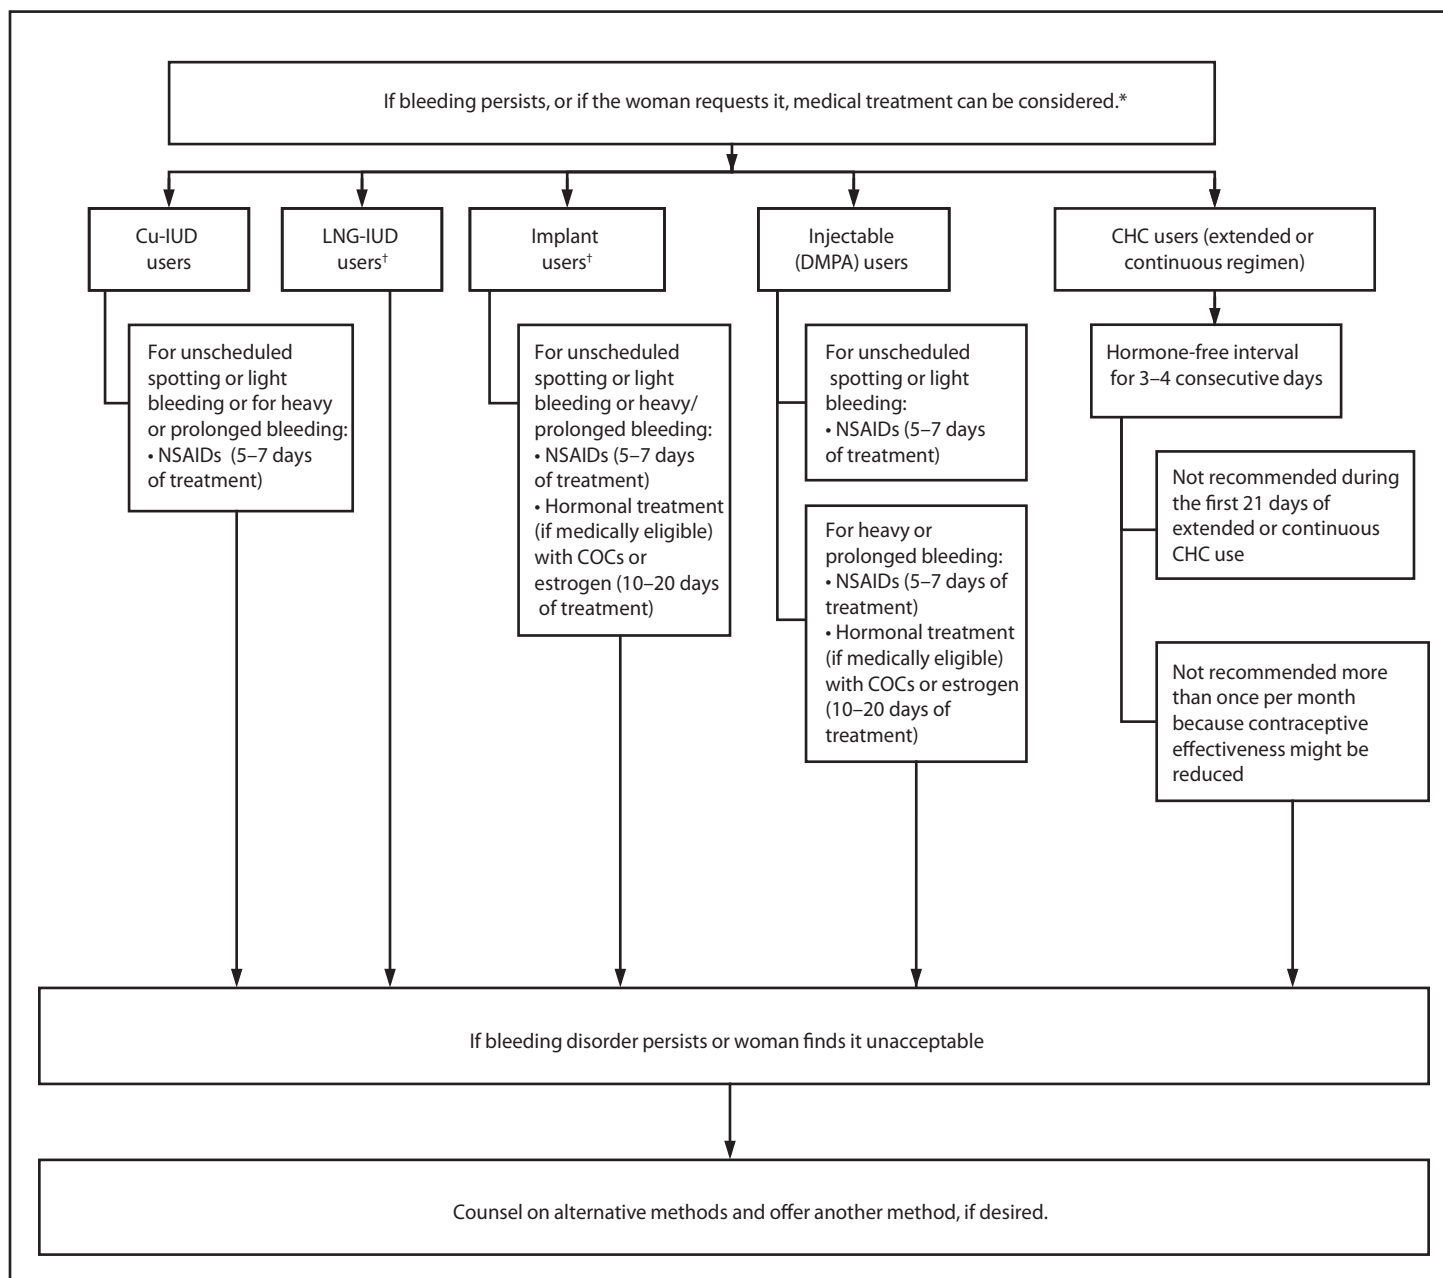 If bleeding persists, or if the woman requests it, medical treatment can be considered.*
Cu-IUD
users
LNG-IUD
users†
Implant
users†
Injectable
(DMPA) users
CHC users (extended or
continuous regimen)
For unscheduled
spotting or light
bleeding or for heavy
or prolonged bleeding:
• NSAIDs (5–7 days
of treatment)
For unscheduled
spotting or light
bleeding or heavy/
prolonged bleeding:
• NSAIDs (5–7 days
of treatment)
• Hormonal treatment
(if medically eligible)
with COCs or
estrogen (10–20 days
of treatment)
For unscheduled
spotting or light
bleeding:
• NSAIDs (5–7 days
of treatment)
For heavy or
prolonged bleeding:
• NSAIDs (5–7 days of
treatment)
• Hormonal treatment
(if medically eligible)
with COCs or estrogen
(10–20 days of
treatment)
Hormone-free interval
for 3–4 consecutive days
Not recommended during
the first 21 days of
extended or continuous
CHC use
Not recommended more
than once per month
because contraceptive
effectiveness might be
reduced
If bleeding disorder persists or woman finds it unacceptable
Counsel on alternative methods and offer another method, if desired.